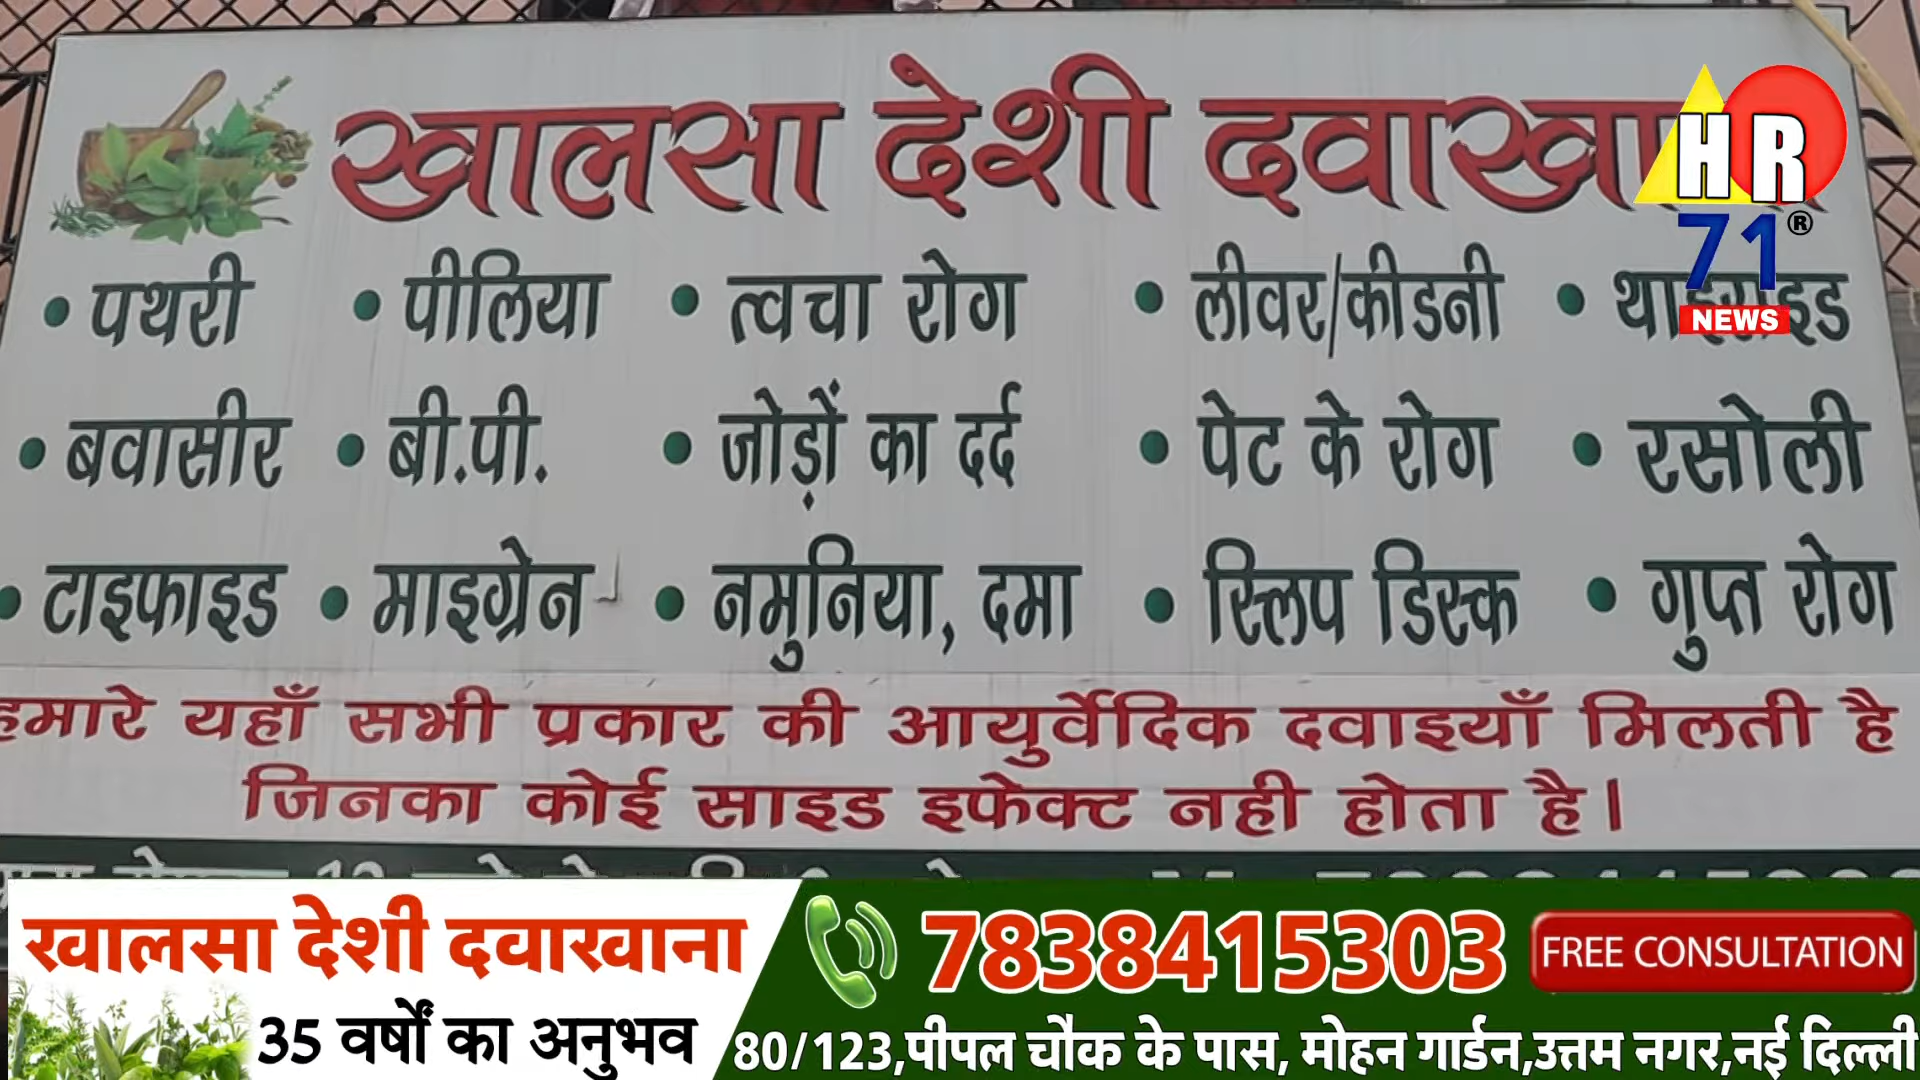 खालसा देशी दवाखाना
HR
71®
NEWS
• पथरी • पीलिया • त्वचा रोग • लीवर/कीडनी • थाइराइड
• बवासीर • बी.पी. • जोड़ों का दर्द • पेट के रोग • रसोली
• टाइफाइड • माइग्रेन • नमुनिया, दमा • स्लिप डिस्क • गुप्त रोग
हमारे यहाँ सभी प्रकार की आयुर्वेदिक दवाइयाँ मिलती है
जिनका कोई साइड इफेक्ट नही होता है।
खालसा देशी दवाखाना
35 वर्षों का अनुभव
7838415303
FREE CONSULTATION
80/123,पीपल चौक के पास, मोहन गार्डन,उत्तम नगर,नई दिल्ली